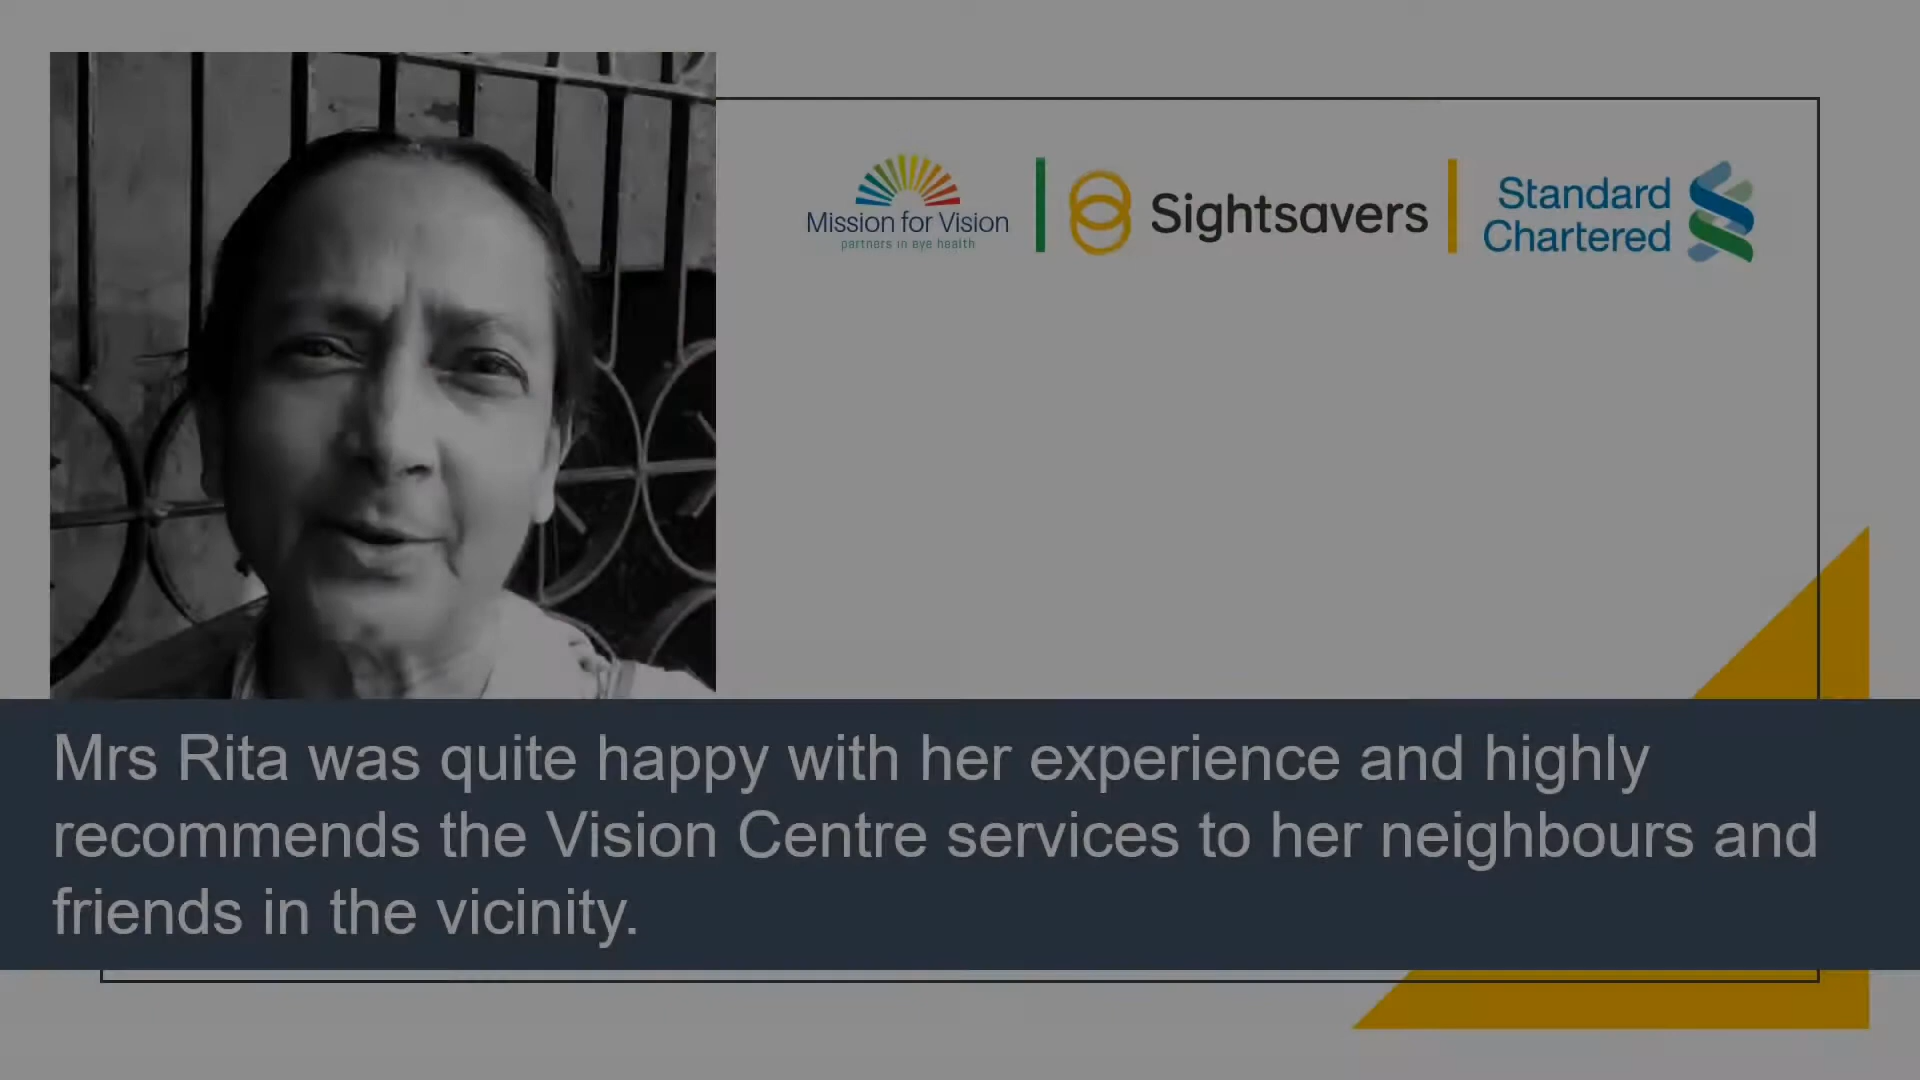 Mission for Vision
partners in eye health
Sightsavers
Standard
Chartered
Mrs Rita was quite happy with her experience and highly
recommends the Vision Centre services to her neighbours and
friends in the vicinity.